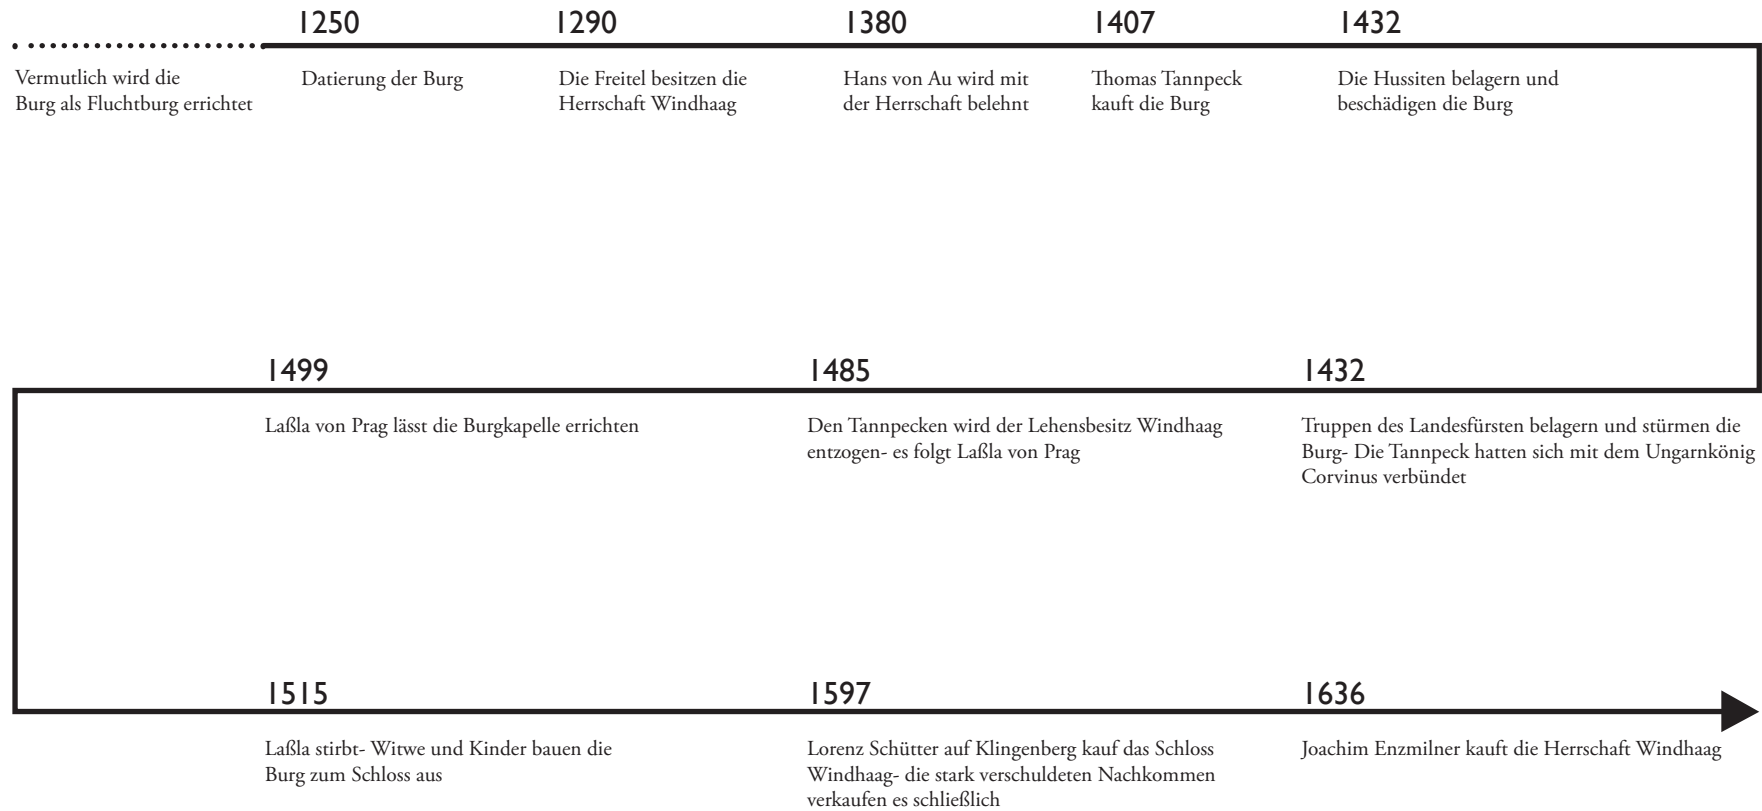 1250
1290
1380
1407
1432
Vermutlich wird die
Burg als Fluchtburg errichtet
Datierung der Burg
Die Freitel besitzen die
Herrschaft Windhaag
Hans von Au wird mit
der Herrschaft belehnt
Thomas Tannpeck
kauft die Burg
Die Hussiten belagern und
beschädigen die Burg
1432
Truppen des Landesfürsten belagern und stürmen die
Burg- Die Tannpeck hatten sich mit dem Ungarnkönig
Corvinus verbündet
1485
Den Tannpecken wird der Lehensbesitz Windhaag
entzogen- es folgt Laßla von Prag
1499
Laßla von Prag lässt die Burgkapelle errichten
1515
Laßla stirbt- Witwe und Kinder bauen die
Burg zum Schloss aus
1597
Lorenz Schütter auf Klingenberg kauf das Schloss
Windhaag- die stark verschuldeten Nachkommen
verkaufen es schließlich
1636
Joachim Enzmilner kauft die Herrschaft Windhaag